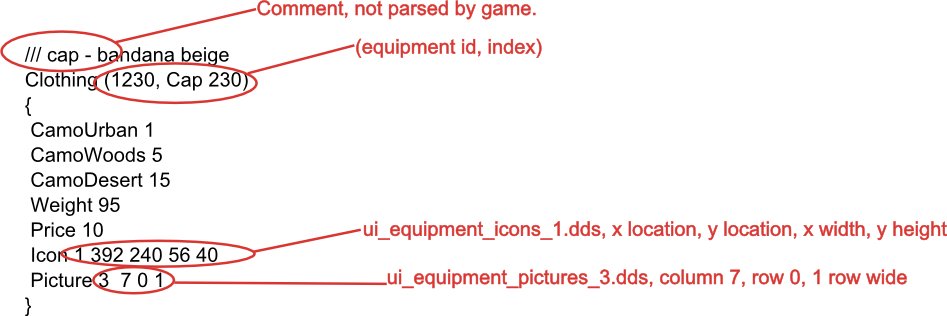 Comment, not parsed by game.
/// cap - bandana beige
(equipment id, index)
Clothing (1230, Cap 230)
{
CamoUrban 1
CamoWoods 5
CamoDesert 15
Weight 95
Price 10
Icon 1 392 240 56 40
ui_equipment_icons_1.dds, x location, y location, x width, y height
Picture 3 7 0 1
ui_equipment_pictures_3.dds, column 7, row 0, 1 row wide
}